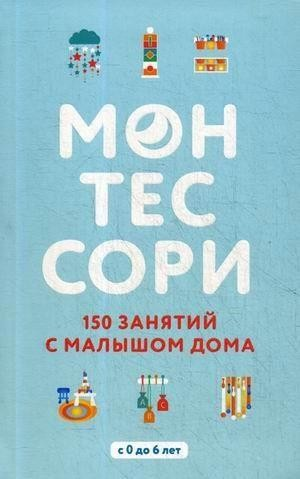 МОН
ТЕС
СОРИ
150 ЗАНЯТИЙ
С МАЛЫШОМ ДОМА
А В С
с 0 до 6 лет